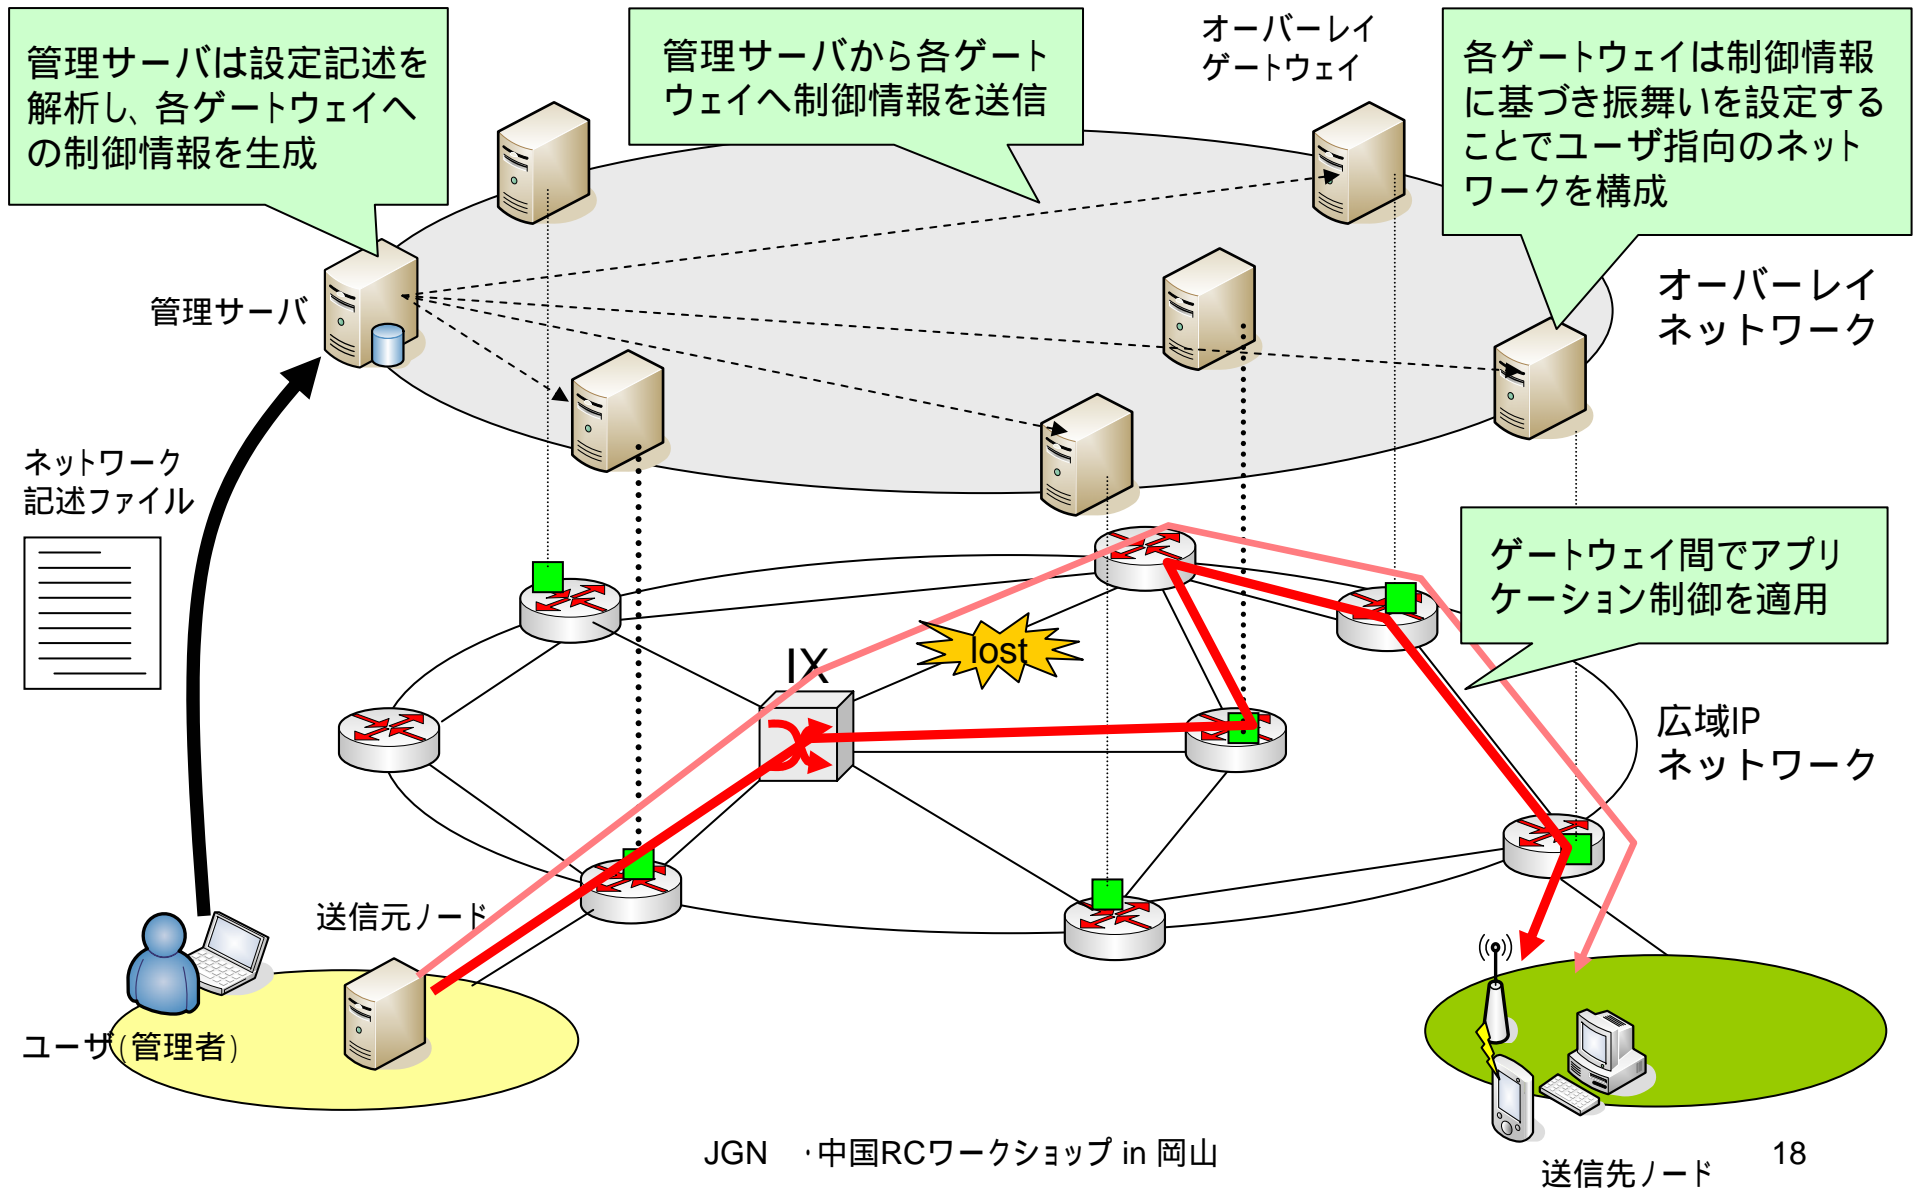 管理サーバは設定記述を
解析し、各ゲートウェイへ
の制御情報を生成
管理サーバから各ゲート
ウェイへ制御情報を送信
オーバーレイ
ゲートウェイ
各ゲートウェイは制御情報
に基づき振舞いを設定する
ことでユーザ指向のネット
ワークを構成
管理サーバ
オーバーレイ
ネットワーク
ネットワーク
記述ファイル
ゲートウェイ間でアプリ
ケーション制御を適用
lost
IX
広域IP
ネットワーク
送信元ノード
ユーザ(管理者)
JGN ・中国RCワークショップ in 岡山
18
送信先ノード